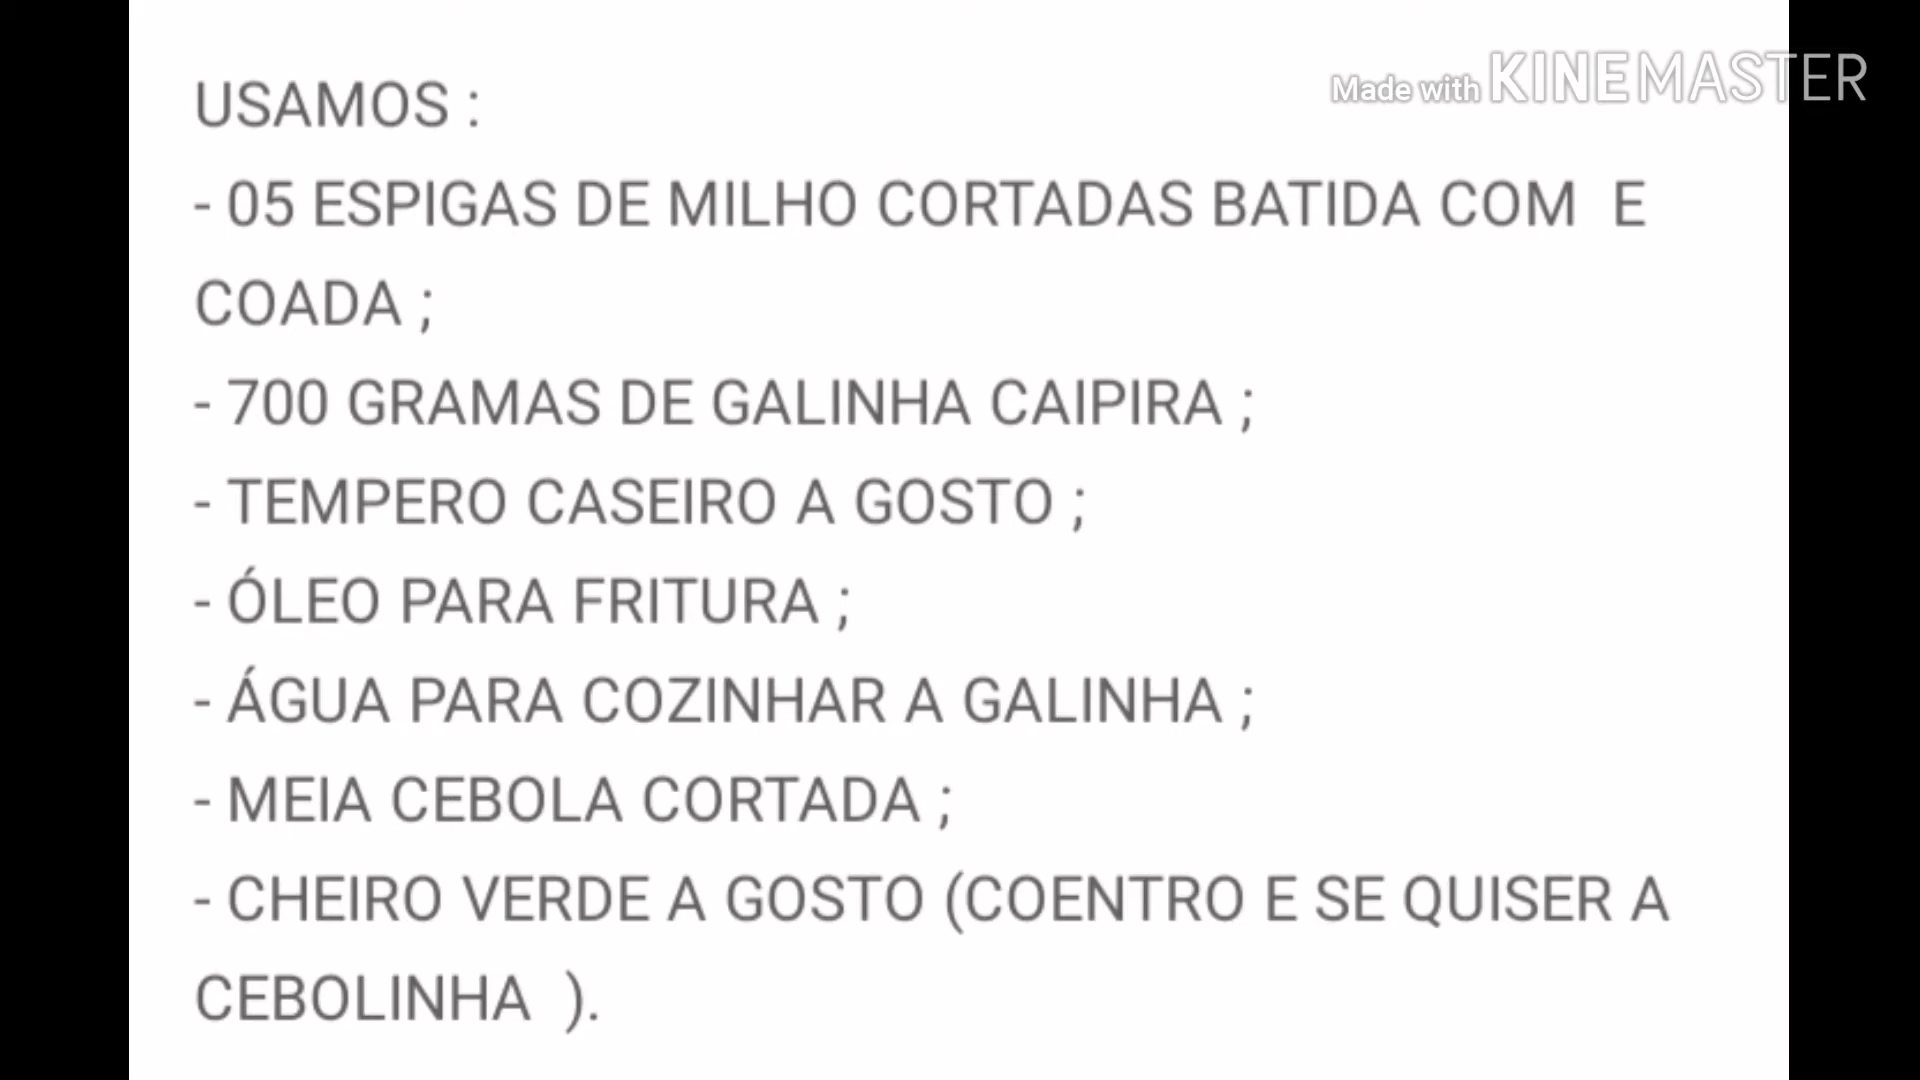 Made with KINEMASTER
USAMOS :
- 05 ESPIGAS DE MILHO CORTADAS BATIDA COM  E
COADA ;
- 700 GRAMAS DE GALINHA CAIPIRA ;
- TEMPERO CASEIRO A GOSTO ;
- ÓLEO PARA FRITURA ;
- ÁGUA PARA COZINHAR A GALINHA ;
- MEIA CEBOLA CORTADA ;
- CHEIRO VERDE A GOSTO (COENTRO E SE QUISER A
CEBOLINHA  ).